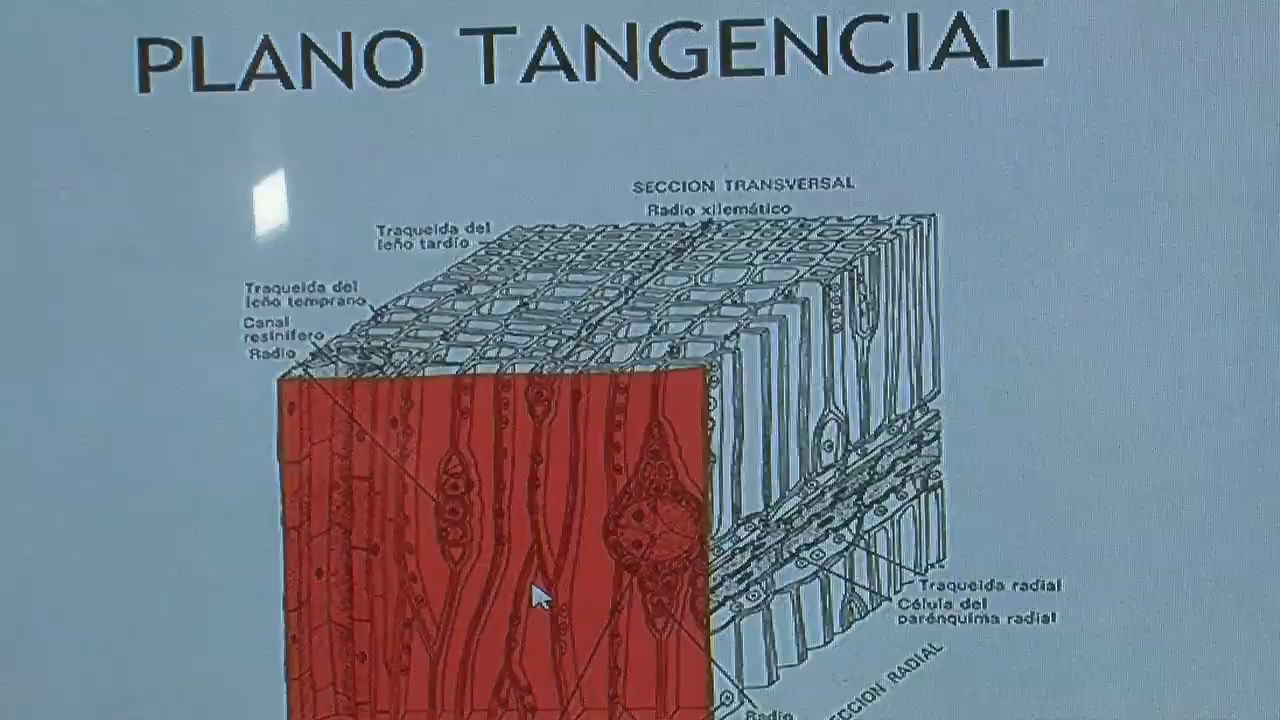 PLANO TANGENCIAL
SECCION TRANSVERSAL
Radio xilemático
Traqueida del
leño tardío
Traqueida del
leño temprano
Canal
resinífero
Radio
Traqueida radial
Célula del
parénquima radial
SECCION RADIAL
Radio